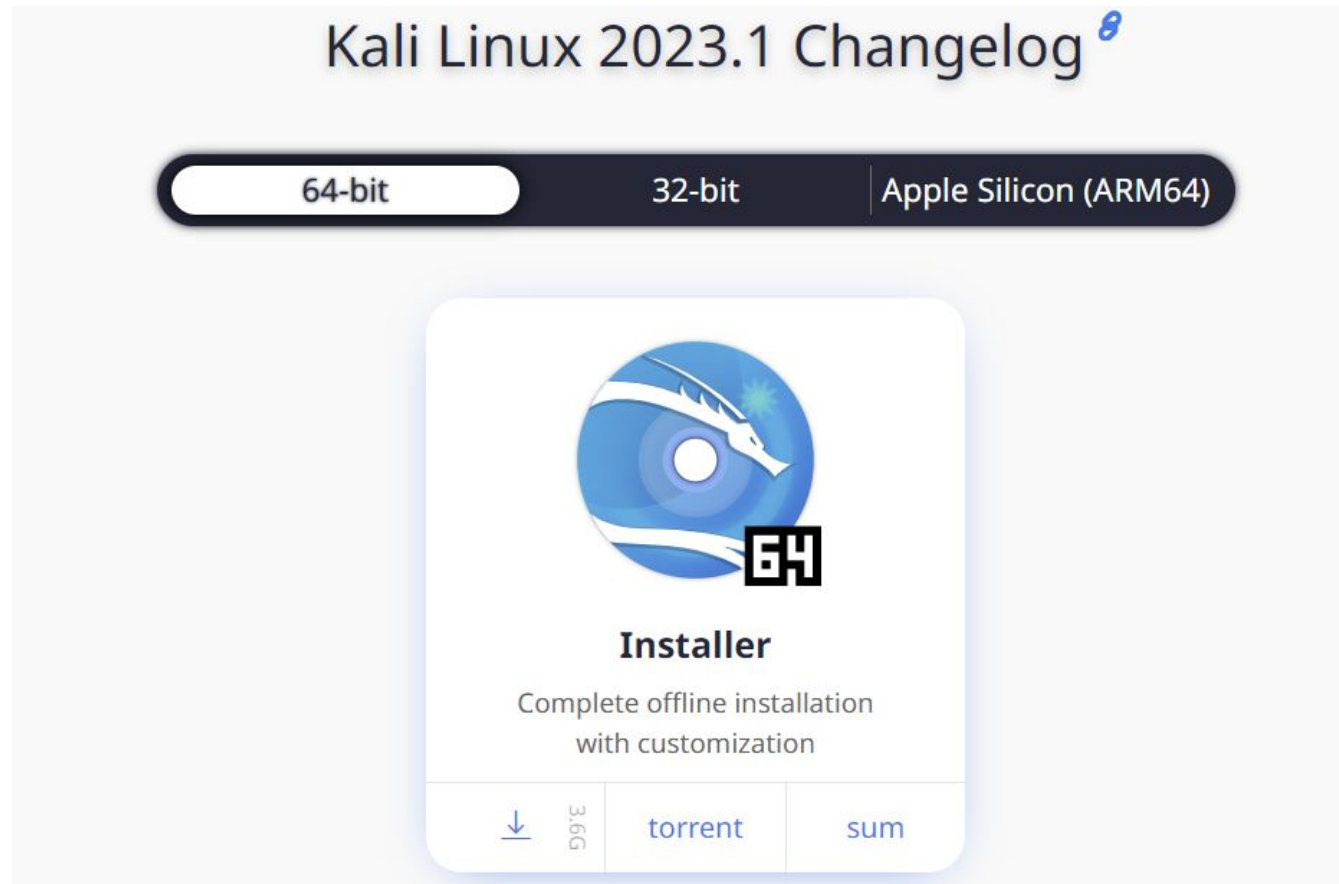 Kali Linux 2023.1 Changelog
64-bit 32-bit Apple Silicon (ARM64)
64
Installer
Complete offline installation
with customization
3.6G torrent sum